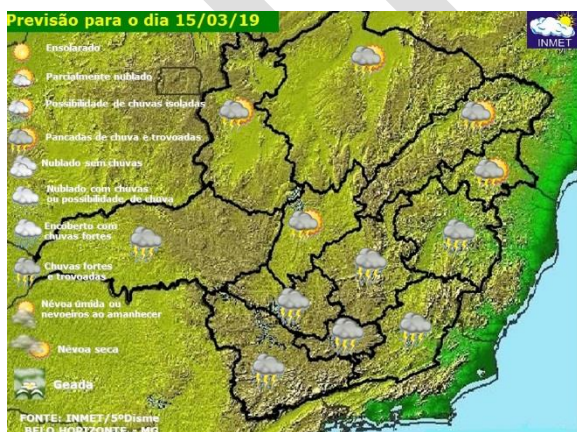 Previsão para o dia 15/03/19
INMET
Ensolarado
Parcialmente nublado
Possibilidade de chuvas isoladas
Pancadas de chuva e trovoadas
Nublado sem chuvas
Nublado com chuvas
ou possibilidade de chuva
Encoberto com
chuvas fortes
Chuvas fortes
e trovoadas
Névoa úmida ou
nevoeiros ao amanhecer
Névoa seca
Geada
FONTE: INMET/5ºDisme
BELO HORIZONTE - MG